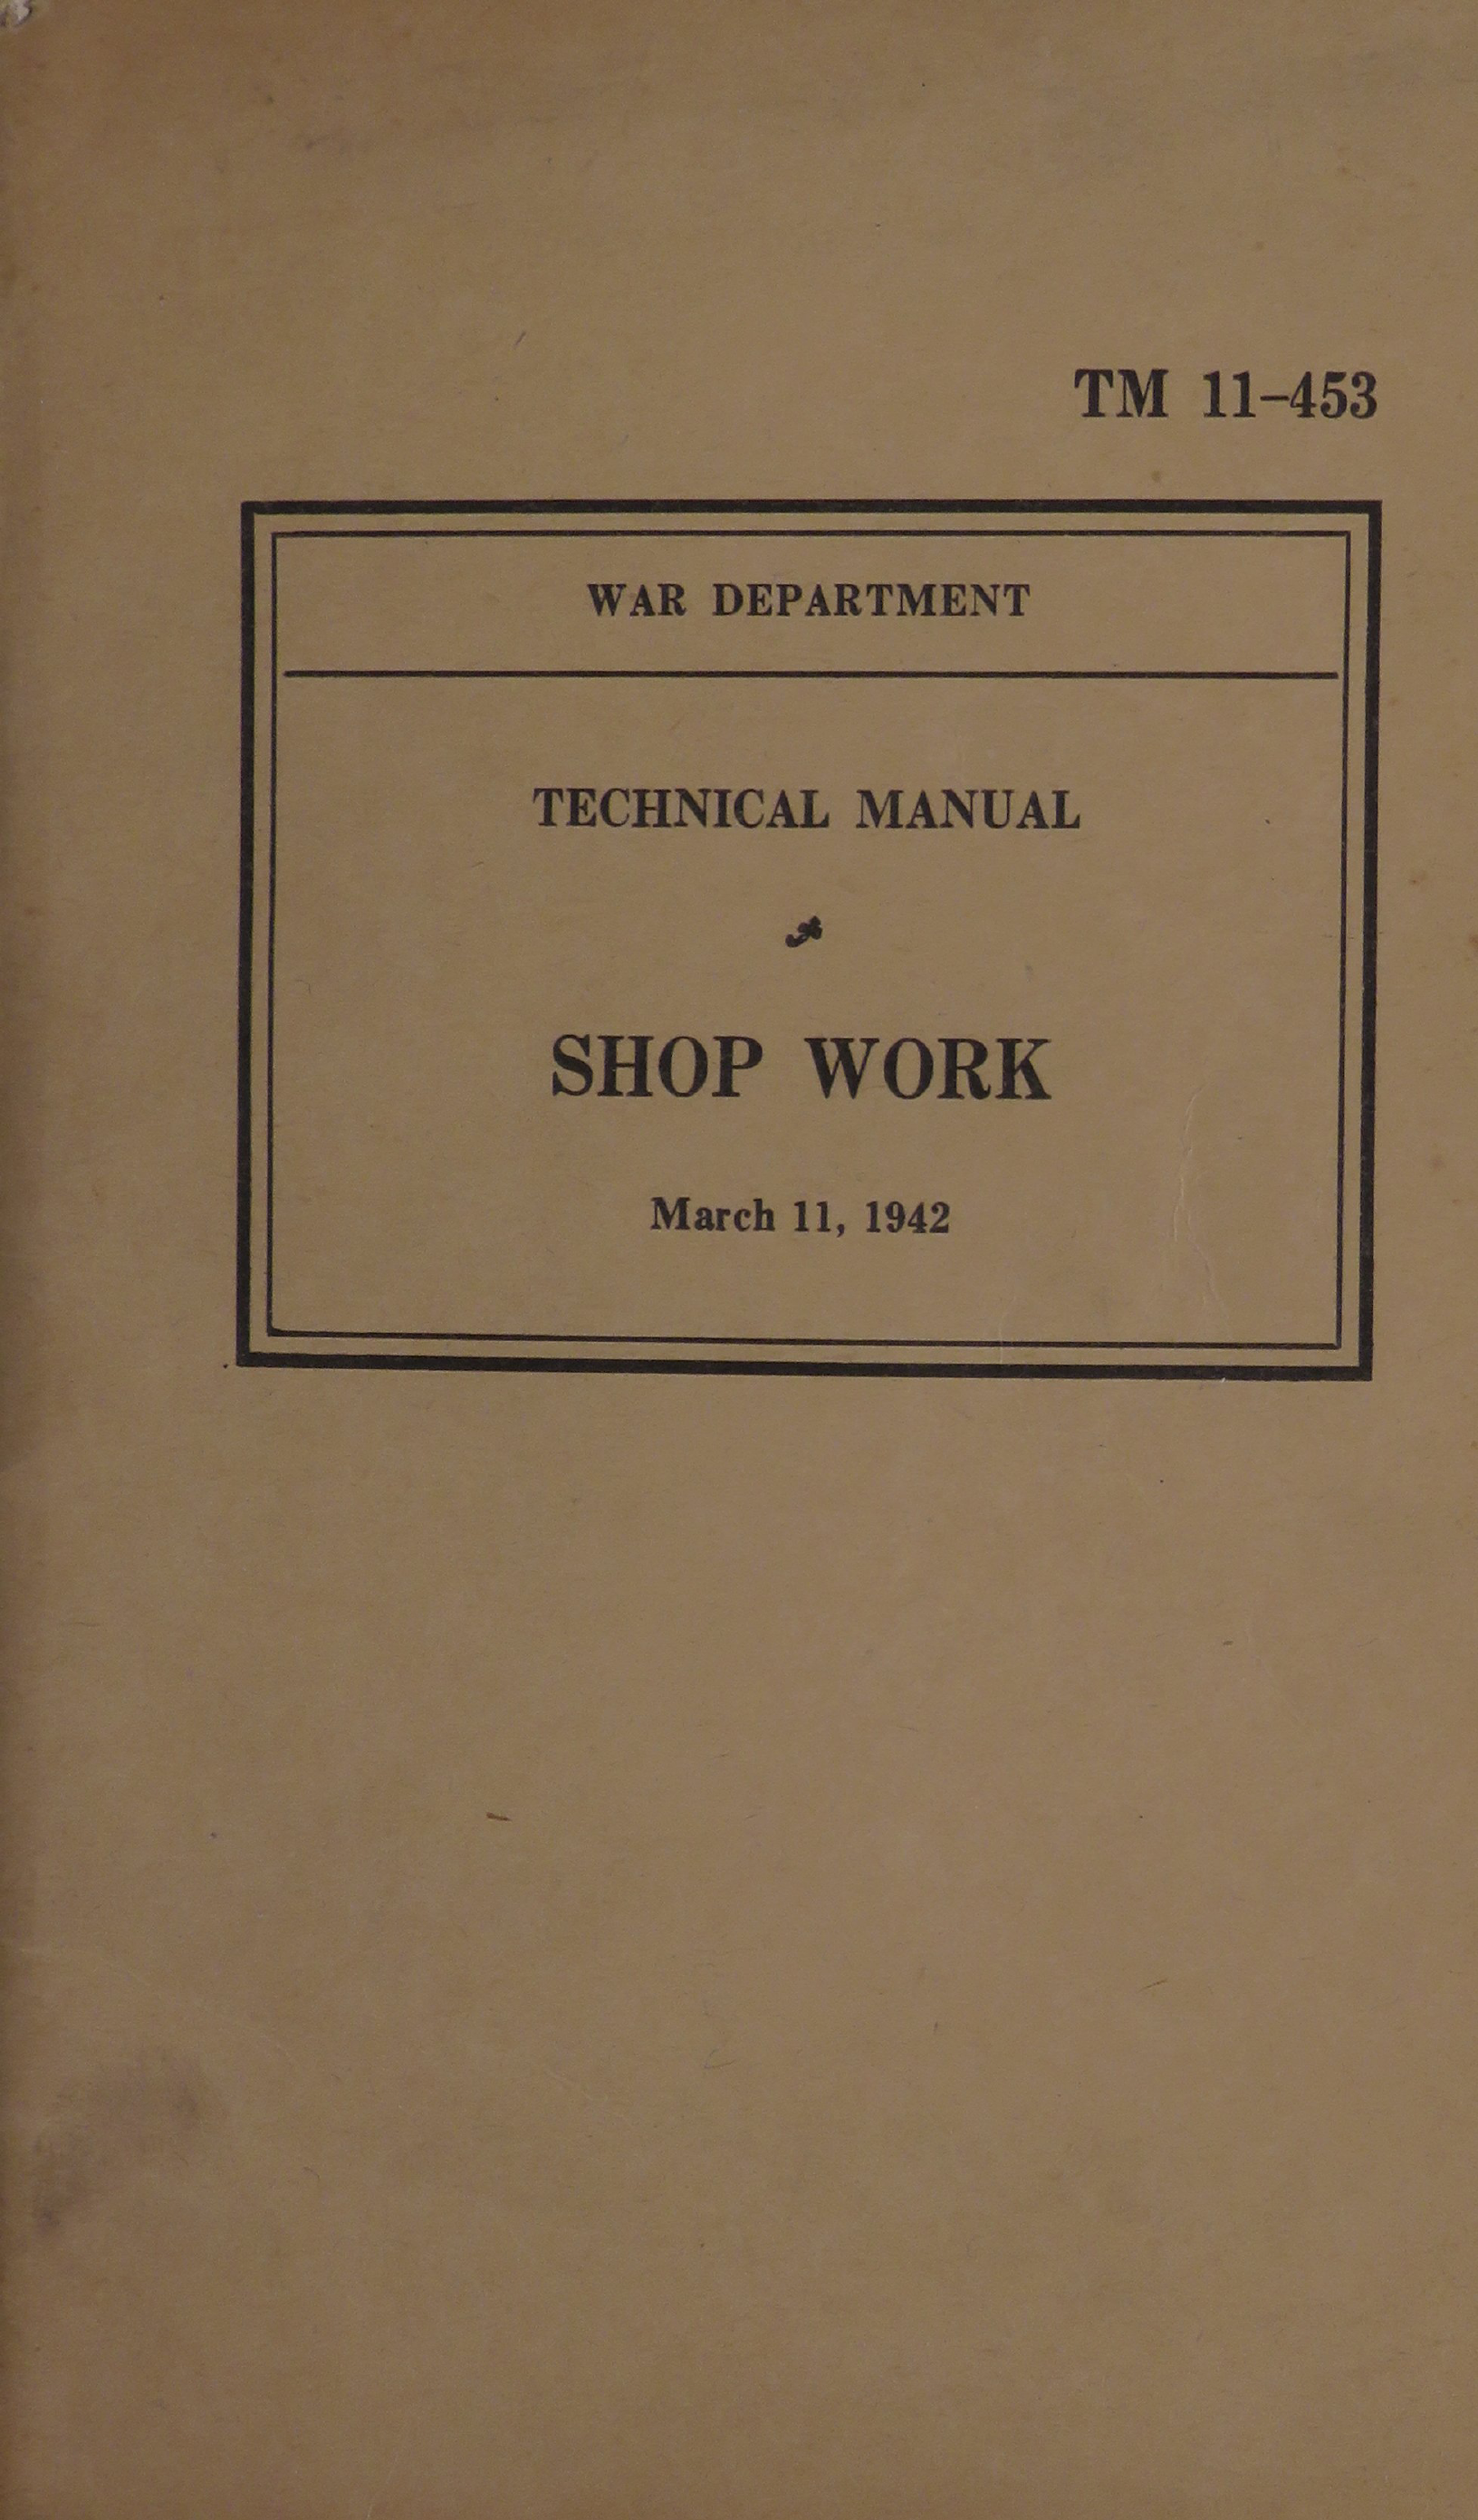 TM 11–453
WAR DEPARTMENT
TECHNICAL MANUAL
SHOP WORK
March 11, 1942